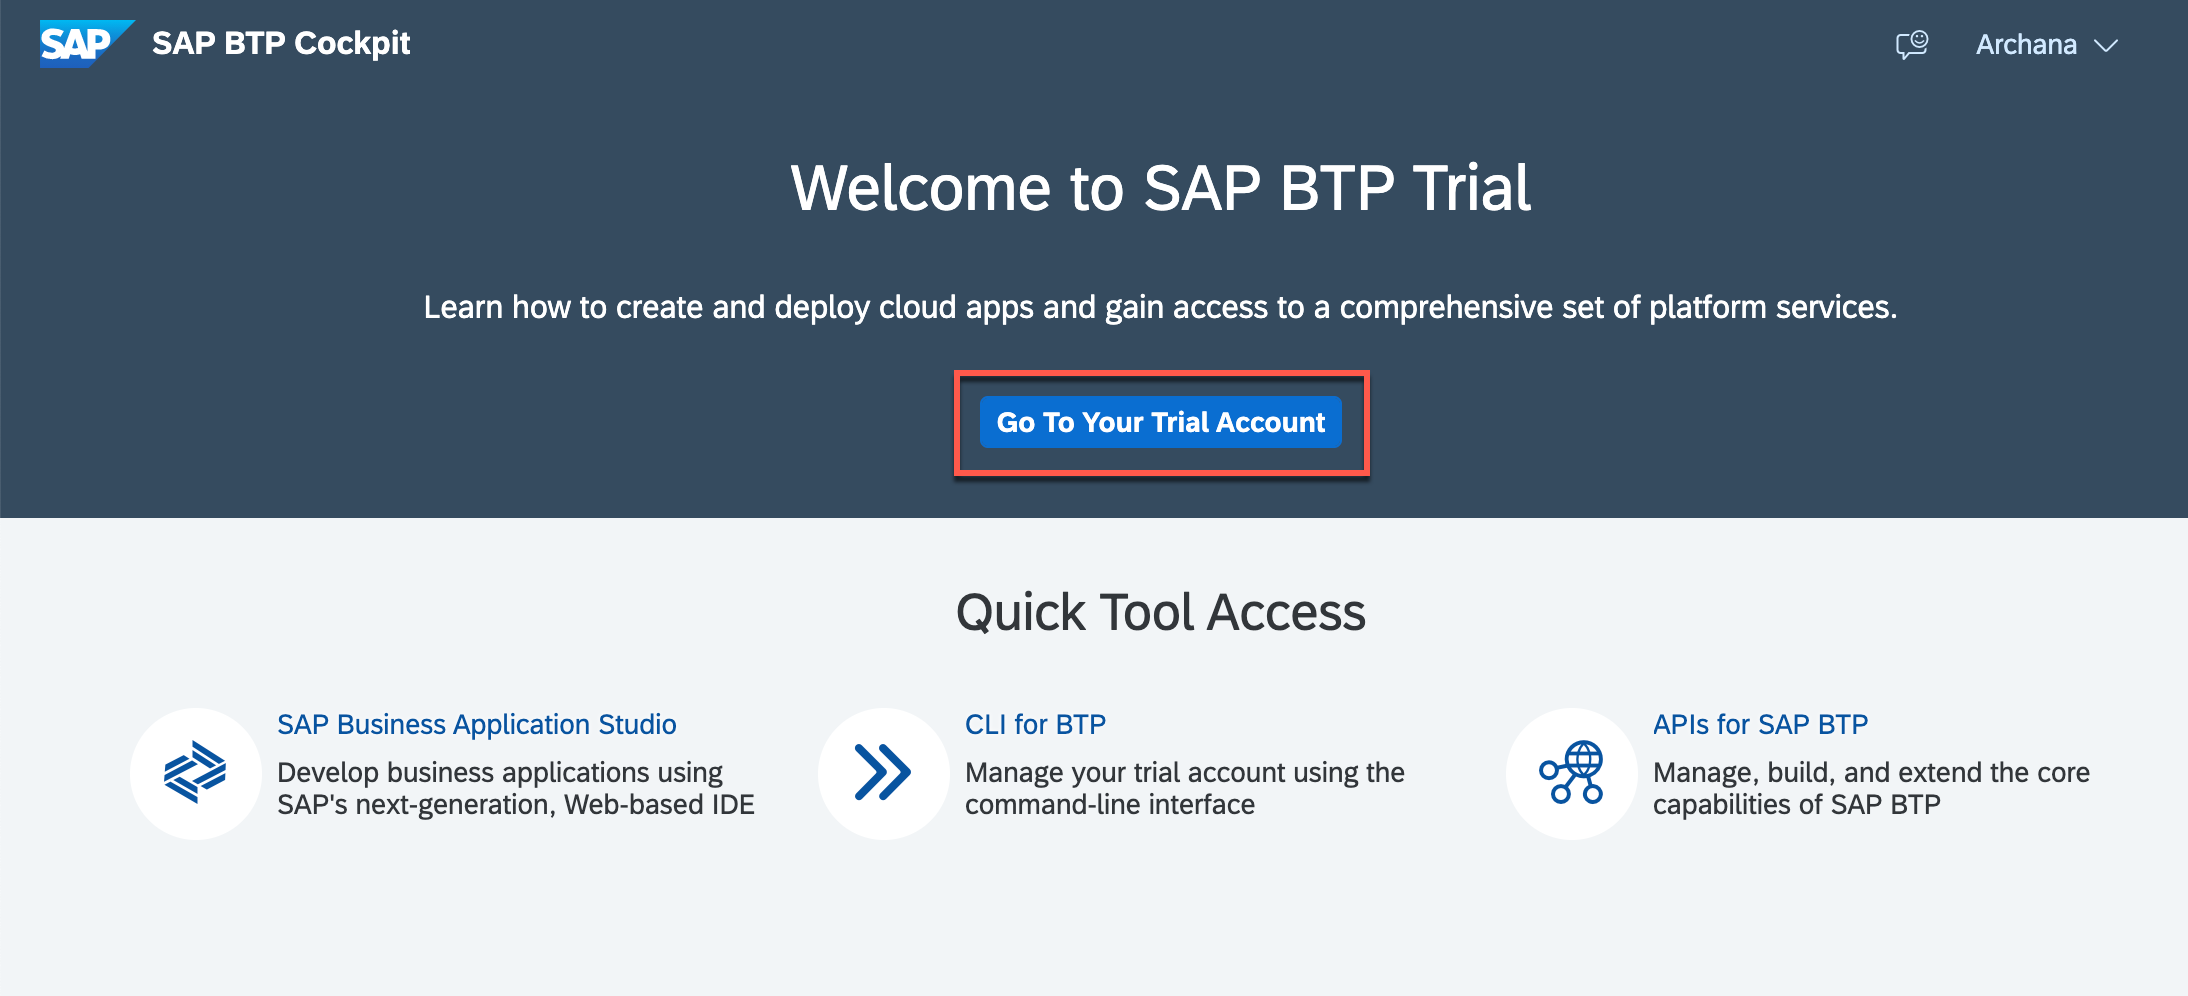 SAP SAP BTP Cockpit
Archana
Welcome to SAP BTP Trial
Learn how to create and deploy cloud apps and gain access to a comprehensive set of platform services.
Go To Your Trial Account
Quick Tool Access
SAP Business Application Studio
Develop business applications using
SAP's next-generation, Web-based IDE
CLI for BTP
Manage your trial account using the
command-line interface
APIs for SAP BTP
Manage, build, and extend the core
capabilities of SAP BTP